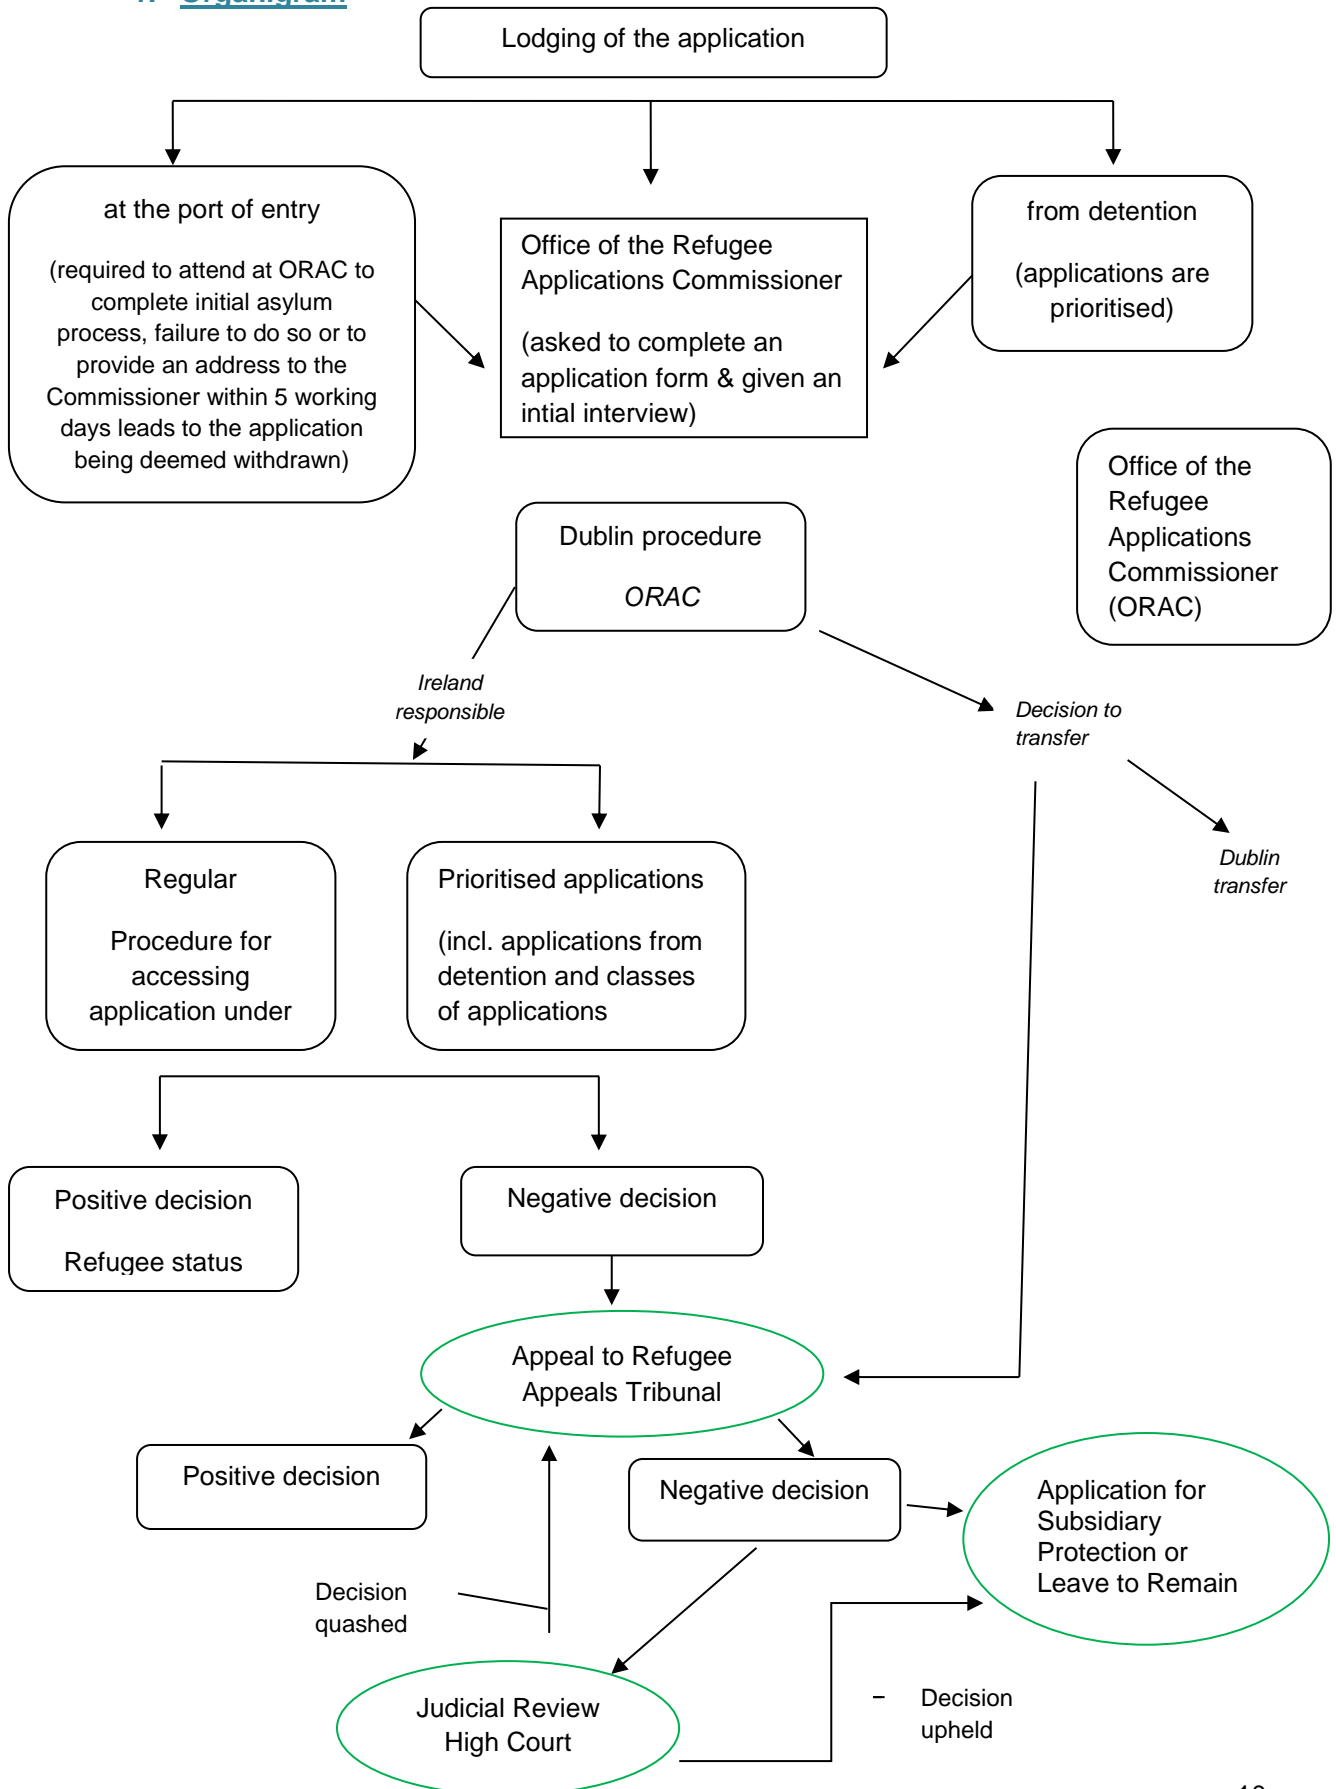 1. Organigram
Lodging of the application
at the port of entry
(required to attend at ORAC to
complete initial asylum
process, failure to do so or to
provide an address to the
Commissioner within 5 working
days leads to the application
being deemed withdrawn)
Office of the Refugee
Applications Commissioner
(asked to complete an
application form & given an
intial interview)
from detention
(applications are
prioritised)
Office of the
Refugee
Applications
Commissioner
(ORAC)
Dublin procedure
ORAC
Ireland
responsible
Decision to
transfer
Dublin
transfer
Regular
Procedure for
accessing
application under
Prioritised applications
(incl. applications from
detention and classes
of applications
Positive decision
Refugee status
Negative decision
Appeal to Refugee
Appeals Tribunal
Positive decision
Negative decision
Application for
Subsidiary
Protection or
Leave to Remain
Decision
quashed
Judicial Review
High Court
− Decision
upheld